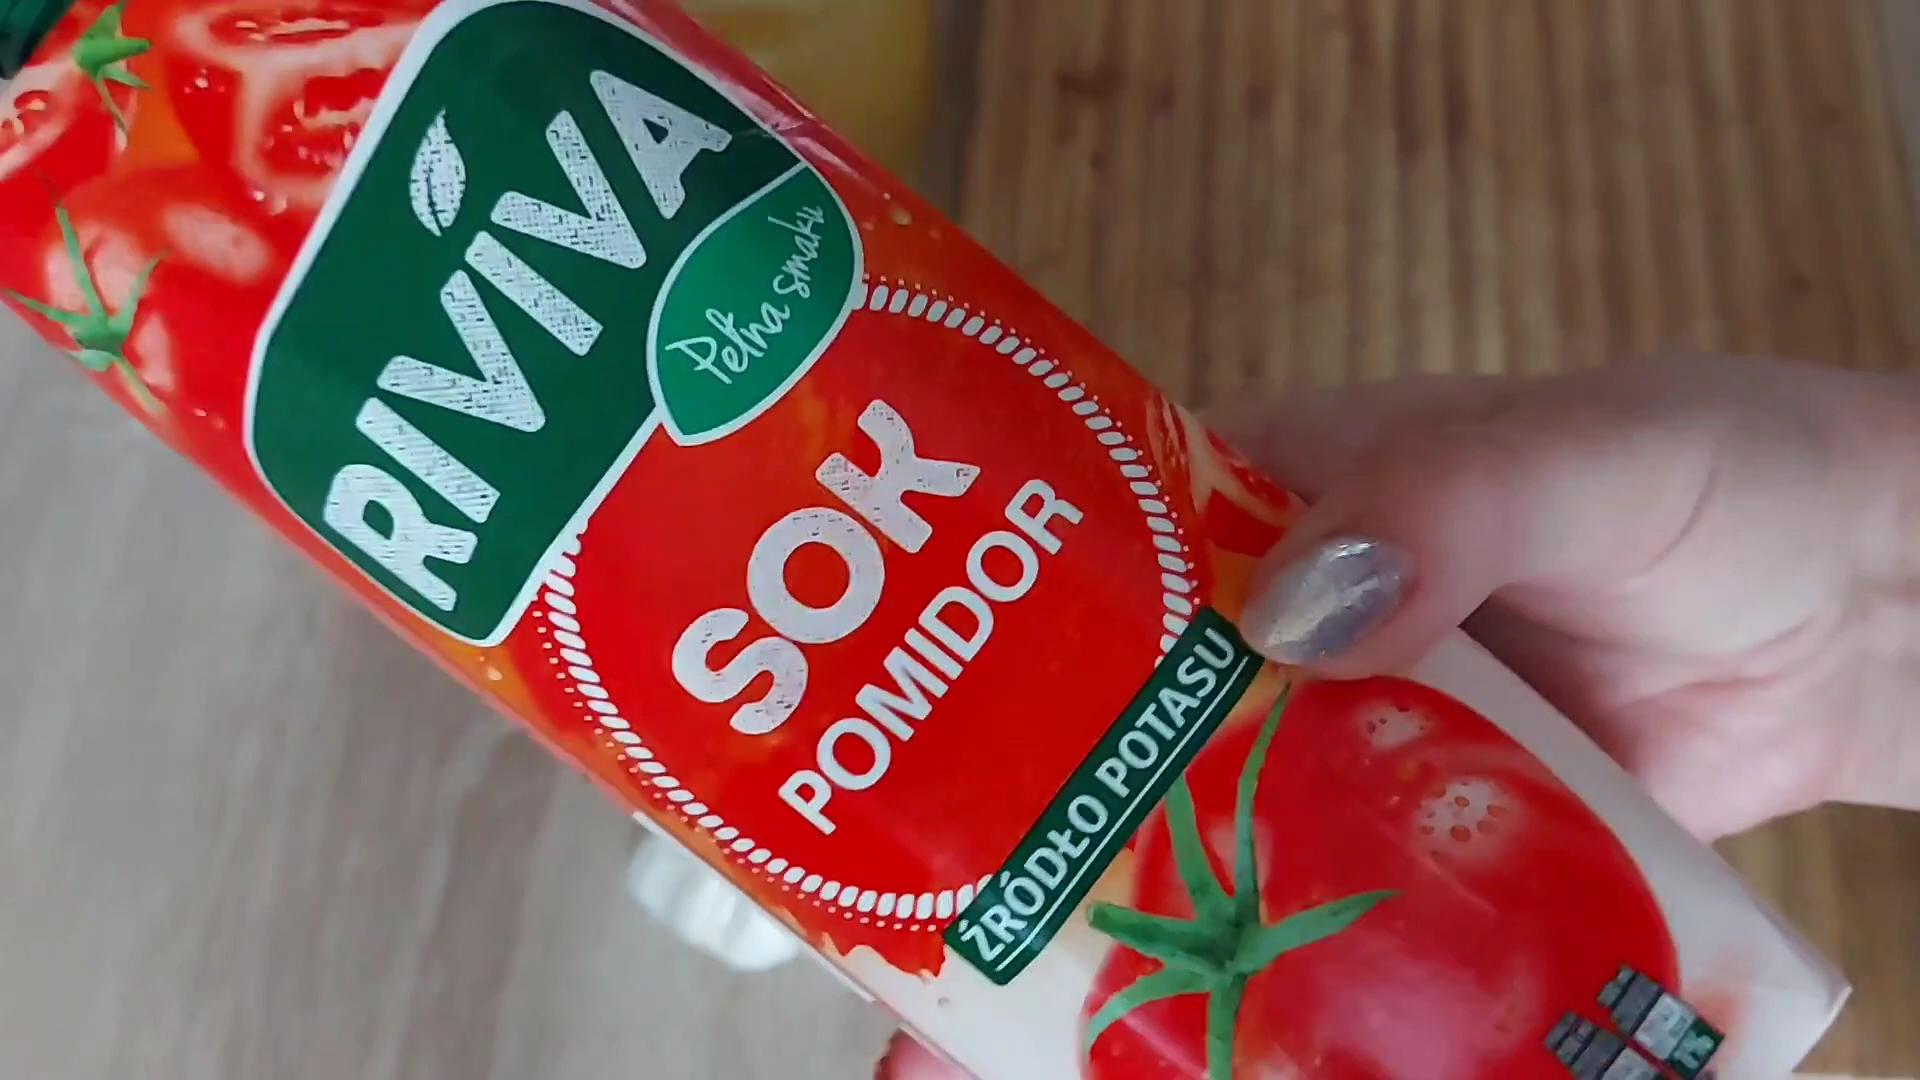 RIVIVA
Pełna smaku
SOK
POMIDOR
ŹRÓDŁO POTASU